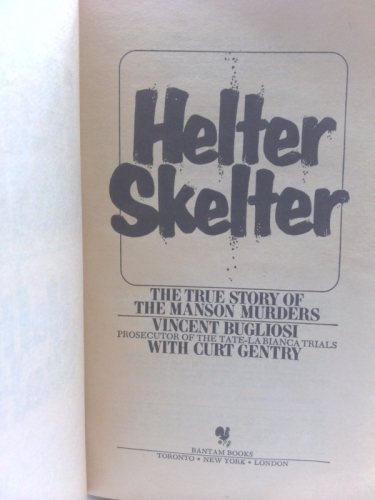 Helter
Skelter
THE TRUE STORY OF
THE MANSON MURDERS
VINCENT BUGLIOSI
PROSECUTOR OF THE TATE-LA BIANCA TRIALS
WITH CURT GENTRY
BANTAM BOOKS
TORONTO • NEW YORK • LONDON